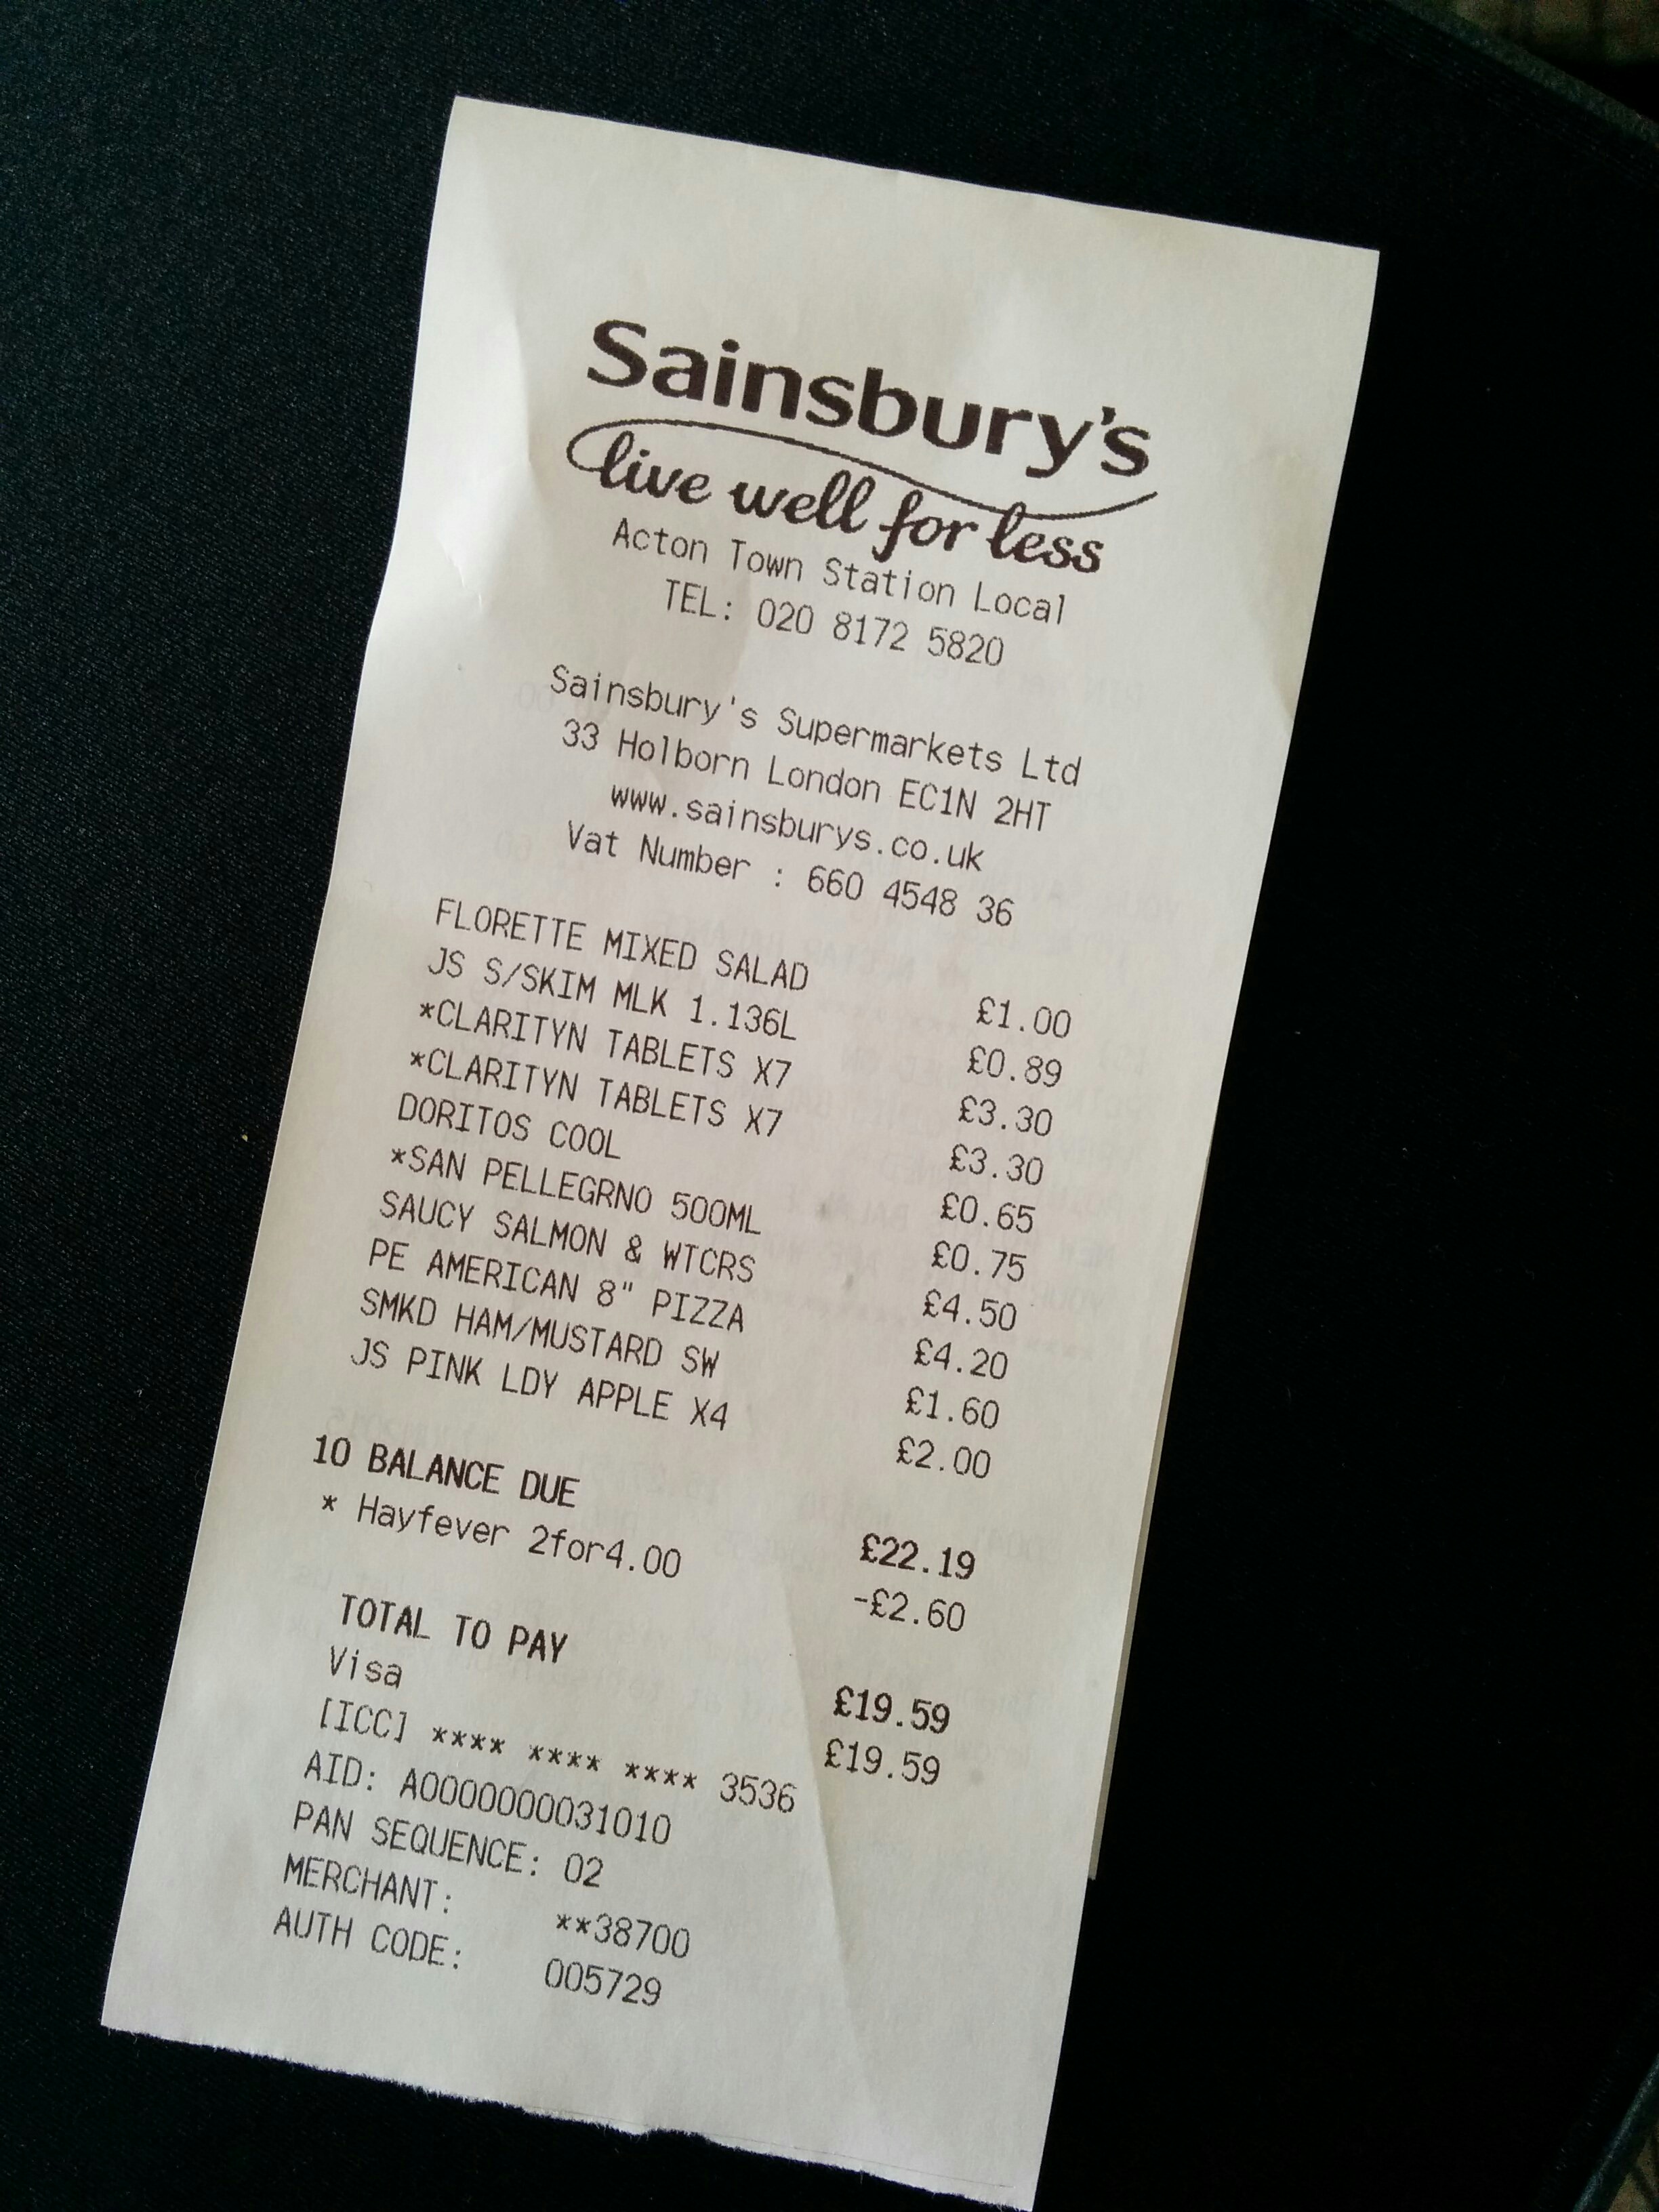 Sainsbury's
live well for less
Acton Town Station Local
TEL: 020 8172 5820
Sainsbury's Supermarkets Ltd
33 Holborn London EC1N 2HT
www.sainsburys.co.uk
Vat Number : 660 4548 36
FLORETTE MIXED SALAD £1.00
JS S/SKIM MLK 1.136L £0.89
*CLARITYN TABLETS X7 £3.30
*CLARITYN TABLETS X7 £3.30
DORITOS COOL £0.65
*SAN PELLEGRNO 500ML £0.75
SAUCY SALMON & WTCRS £4.50
PE AMERICAN 8" PIZZA £4.20
SMKD HAM/MUSTARD SW £1.60
JS PINK LDY APPLE X4 £2.00
10 BALANCE DUE £22.19
* Hayfever 2for4.00 -£2.60
TOTAL TO PAY £19.59
Visa £19.59
[ICC] **** **** **** 3536
AID: A0000000031010
PAN SEQUENCE: 02
MERCHANT: **38700
AUTH CODE: 005729